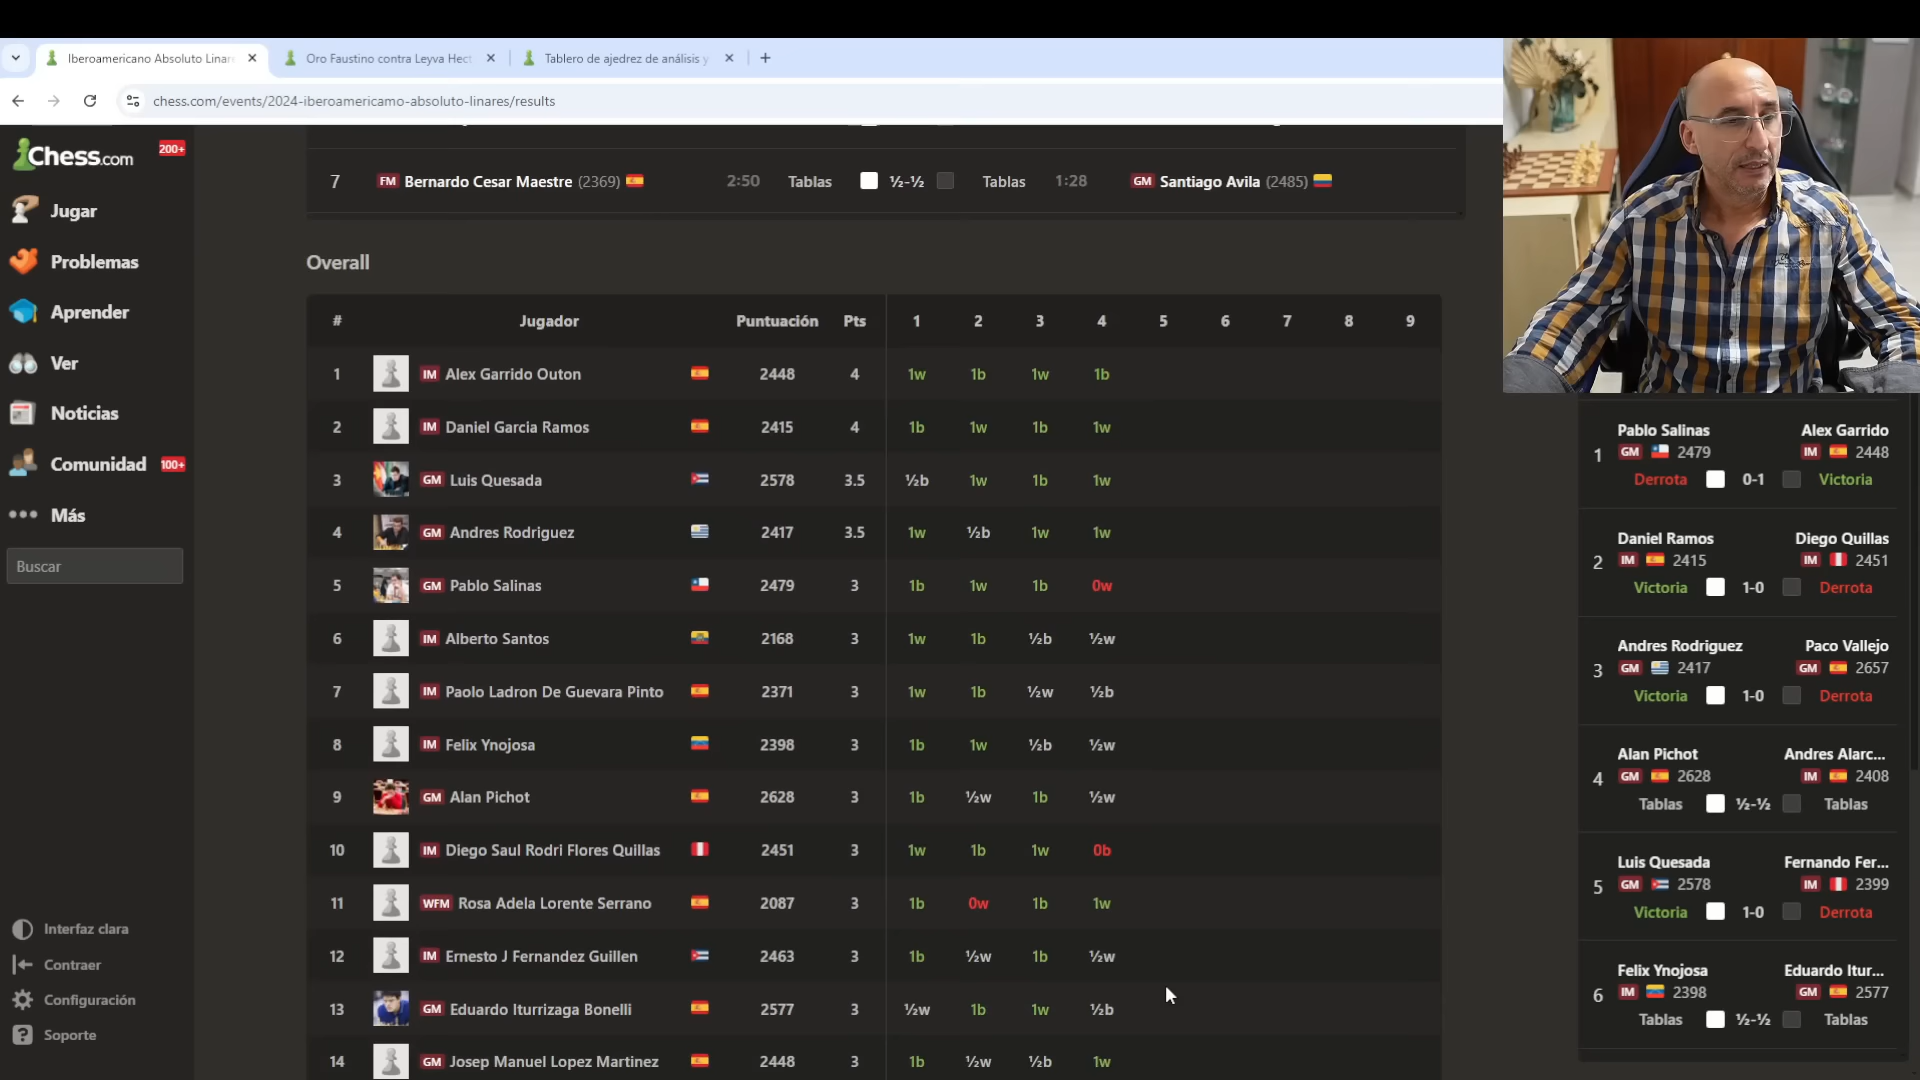 Iberoamericano Absoluto Linar
Oro Faustino contra Leyva Hect
Tablero de ajedrez de análisis y
chess.com/events/2024-iberoamericamo-absoluto-linares/results
Chess.com 200+
Jugar
Problemas
Aprender
Ver
Noticias
Comunidad 100+
Más
Buscar
Interfaz clara
Contraer
Configuración
Soporte
7 FM Bernardo Cesar Maestre (2369) 2:50 Tablas ½-½ Tablas 1:28 GM Santiago Avila (2485)
Overall
# Jugador Puntuación Pts 1 2 3 4 5 6 7 8 9
1 IM Alex Garrido Outon 2448 4 1w 1b 1w 1b
2 IM Daniel Garcia Ramos 2415 4 1b 1w 1b 1w
3 GM Luis Quesada 2578 3.5 ½b 1w 1b 1w
4 GM Andres Rodriguez 2417 3.5 1w ½b 1w 1w
5 GM Pablo Salinas 2479 3 1b 1w 1b 0w
6 IM Alberto Santos 2168 3 1w 1b ½b ½w
7 IM Paolo Ladron De Guevara Pinto 2371 3 1w 1b ½w ½b
8 IM Felix Ynojosa 2398 3 1b 1w ½b ½w
9 GM Alan Pichot 2628 3 1b ½w 1b ½w
10 IM Diego Saul Rodri Flores Quillas 2451 3 1w 1b 1w 0b
11 WFM Rosa Adela Lorente Serrano 2087 3 1b 0w 1b 1w
12 IM Ernesto J Fernandez Guillen 2463 3 1b ½w 1b ½w
13 GM Eduardo Iturrizaga Bonelli 2577 3 ½w 1b 1w ½b
14 GM Josep Manuel Lopez Martinez 2448 3 1b ½w ½b 1w
Pablo Salinas Alex Garrido
1 GM 2479 IM 2448
Derrota 0-1 Victoria
Daniel Ramos Diego Quillas
2 IM 2415 IM 2451
Victoria 1-0 Derrota
Andres Rodriguez Paco Vallejo
3 GM 2417 GM 2657
Victoria 1-0 Derrota
Alan Pichot Andres Alarc...
4 GM 2628 IM 2408
Tablas ½-½ Tablas
Luis Quesada Fernando Fer...
5 GM 2578 IM 2399
Victoria 1-0 Derrota
Felix Ynojosa Eduardo Itur...
6 IM 2398 GM 2577
Tablas ½-½ Tablas